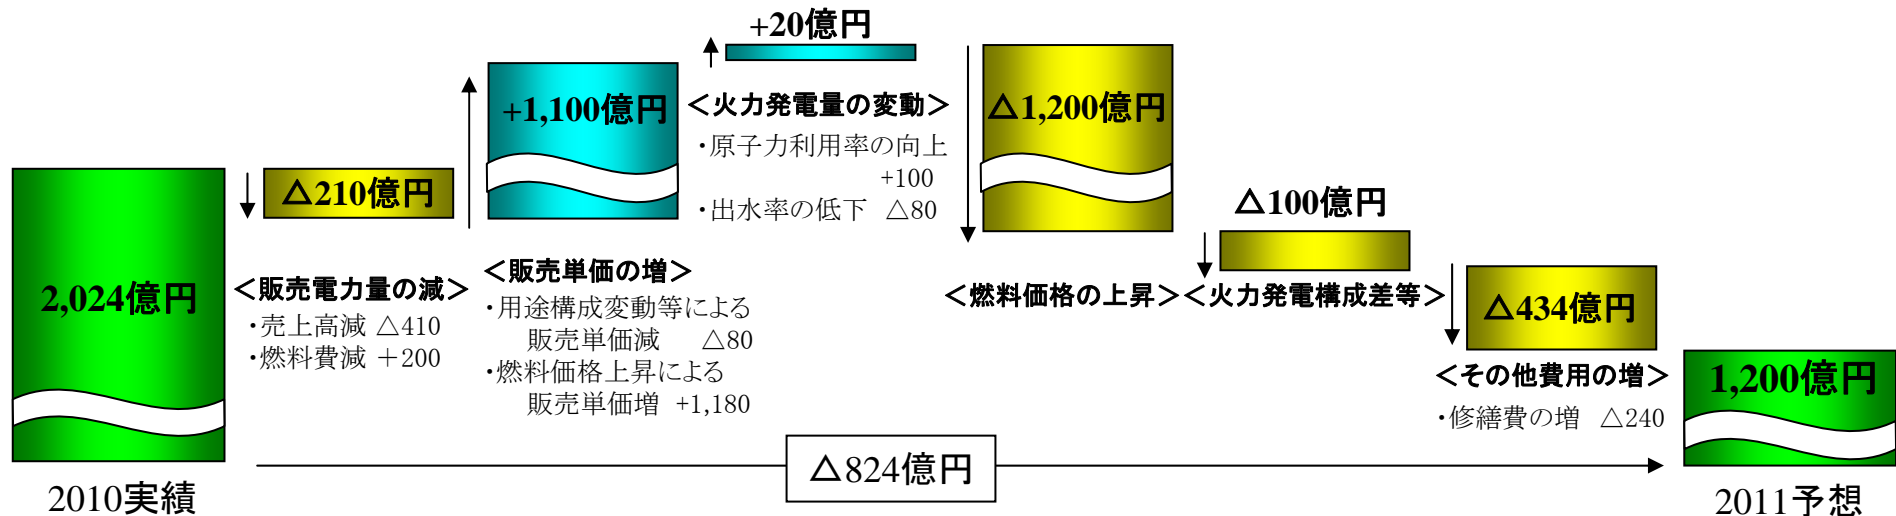 2,024億円
2010実績
△210億円
＜販売電力量の減＞
・売上高減 △410
・燃料費減 ＋200
+1,100億円
＜販売単価の増＞
・用途構成変動等による
販売単価減 △80
・燃料価格上昇による
販売単価増 +1,180
+20億円
＜火力発電量の変動＞
・原子力利用率の向上
+100
・出水率の低下 △80
△1,200億円
＜燃料価格の上昇＞
△100億円
＜火力発電構成差等＞
△434億円
＜その他費用の増＞
・修繕費の増 △240
1,200億円
2011予想
△824億円